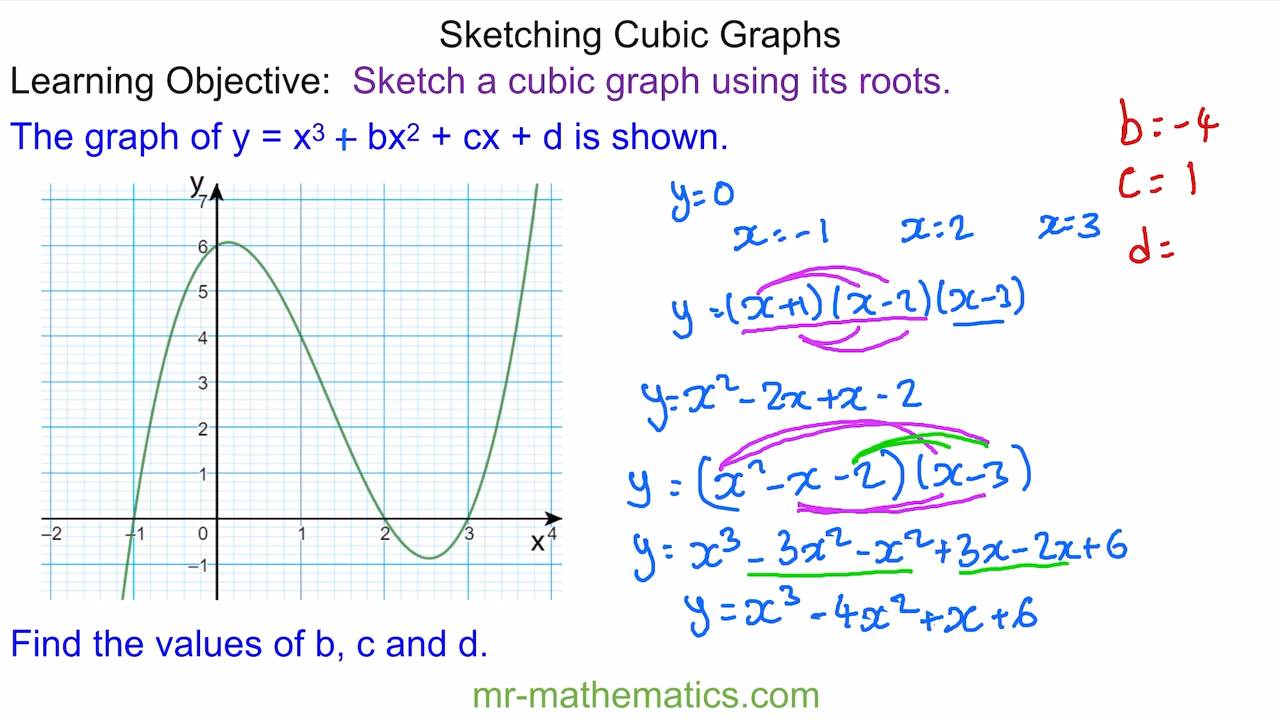 Sketching Cubic Graphs
Learning Objective: Sketch a cubic graph using its roots.
The graph of y = x³ + bx² + cx + d is shown.
b = -4
c = 1
d =
y = 0
x = -1 x = 2 x = 3
y = (x+1)(x-2)(x-3)
y = x² - 2x + x - 2
y = (x² - x - 2)(x - 3)
y = x³ - 3x² - x² + 3x - 2x + 6
y = x³ - 4x² + x + 6
y
7
6
5
4
3
2
1
–2 –1 0 2 3 x 4
–1
Find the values of b, c and d.
mr-mathematics.com